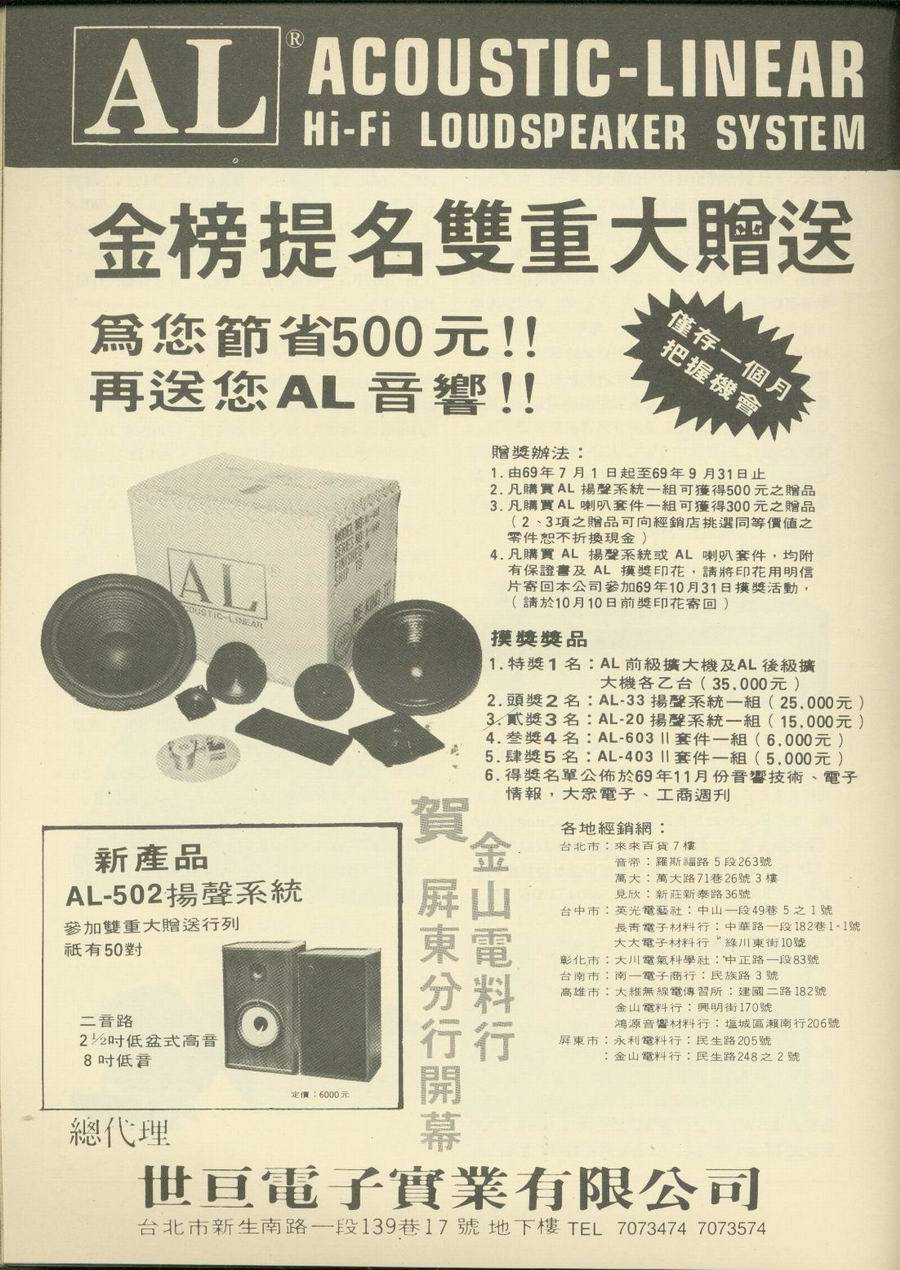 AL®
ACOUSTIC-LINEAR
Hi-Fi LOUDSPEAKER SYSTEM
金榜提名雙重大贈送
爲您節省500元!!
再送您AL音響!!
僅存一個月
把握機會
贈獎辦法：
1.由69年7月1日起至69年9月31日止
2.凡購買AL 揚聲系統一組可獲得500元之贈品
3.凡購買AL 喇叭套件一組可獲得300元之贈品
（2、3項之贈品可向經銷店挑選同等價值之
零件恕不折換現金）
4.凡購買 AL 揚聲系統或 AL 喇叭套件，均附
有保證書及 AL 摸獎印花，請將印花用明信
片寄回本公司參加69年10月31日摸獎活動，
（請於10月10日前獎印花寄回）
AL
ACOUSTIC-LINEAR
MODEL NO
SERIES NO
FINISHED IN
SHIP TO
BE KIND TO
摸獎獎品
1.特獎1名：AL 前級擴大機及AL 後級擴
大機各乙台（35,000元）
2.頭獎2名：AL-33 揚聲系統一組（25,000元）
3.貳獎3名：AL-20 揚聲系統一組（15,000元）
4.叁獎4名：AL-603 II套件一組（6,000元）
5.肆獎5名：AL-403 II套件一組（5,000元）
6.得獎名單公佈於69年11月份音響技術、電子
情報，大眾電子、工商週刋
賀
金山電料行
屏東分行開幕
新產品
AL-502揚聲系統
參加雙重大贈送行列
祇有50對
二音路
2½吋低盆式高音
8吋低音
定價：6000元
各地經銷網：
台北市：來來百貨7樓
音帝：羅斯福路5段263號
萬大：萬大路71巷26號3樓
見欣：新莊新泰路36號
台中市：英光電藝社：中山一段49巷5之1號
長青電子材料行：中華路一段182巷1-1號
大大電子材料行：綠川東街10號
彰化市：大川電氣科學社：中正路一段83號
台南市：南一電子商行：民族路3號
高雄市：大維無線電傳習所：建國二路182號
金山電料行：興明街170號
鴻源音響材料行：塩城區瀨南行206號
屏東市：永利電料行：民生路205號
：金山電料行：民生路248之2號
總代理
世亘電子實業有限公司
台北市新生南路一段139巷17號地下樓 TEL 7073474 7073574